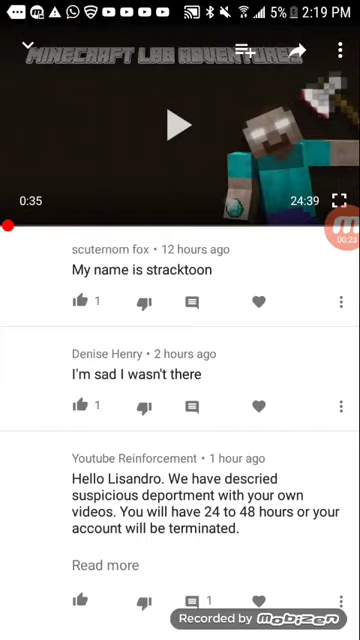 5% 2:19 PM
MINECRAFT LAB ADVENTURES
0:35
24:39
00:23
scuternom fox • 12 hours ago
My name is stracktoon
1
Denise Henry • 2 hours ago
I'm sad I wasn't there
1
Youtube Reinforcement • 1 hour ago
Hello Lisandro. We have descried
suspicious deportment with your own
videos. You will have 24 to 48 hours or your
account will be terminated.
Read more
1
Recorded by mobizen